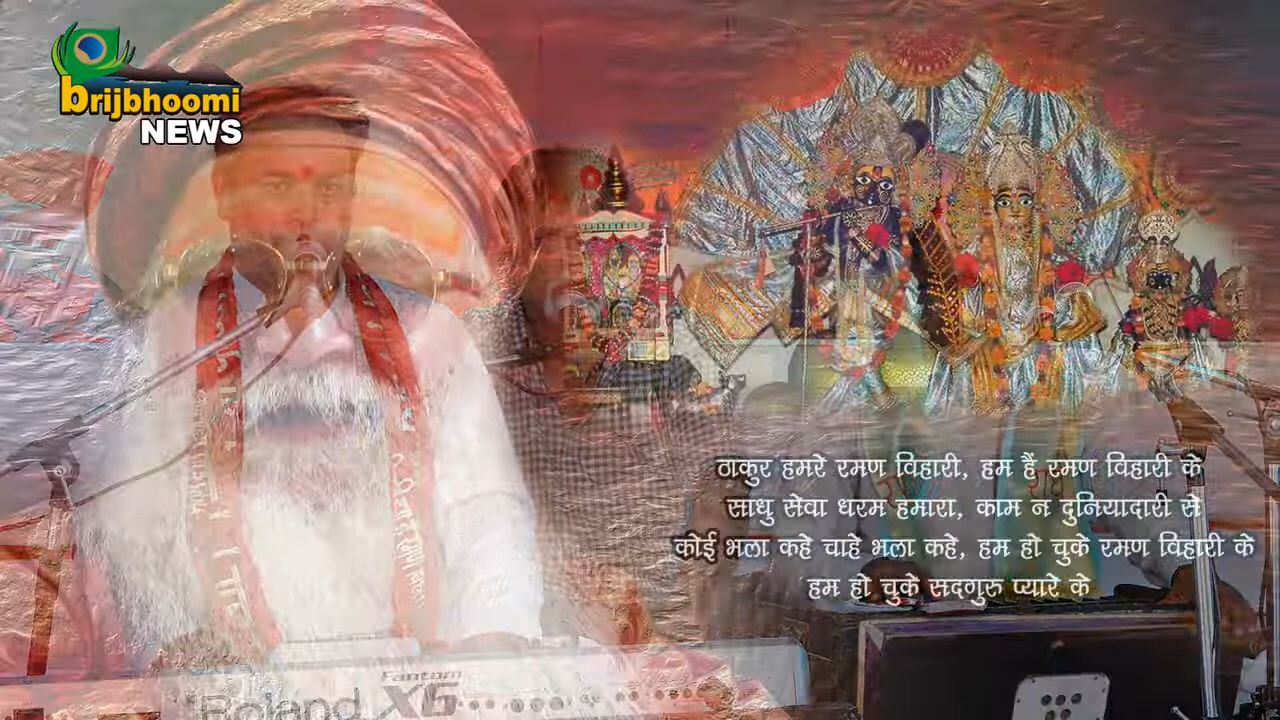 brijbhoomi
NEWS
ठाकुर हमरे रमण विहारी, हम हैं रमण विहारी के
साधु सेवा धरम हमारा, काम न दुनियादारी से
कोई भला कहे चाहे भला कहे, हम हो चुके रमण विहारी के
हम हो चुके सदगुरु प्यारे के
Fantom
Roland X6